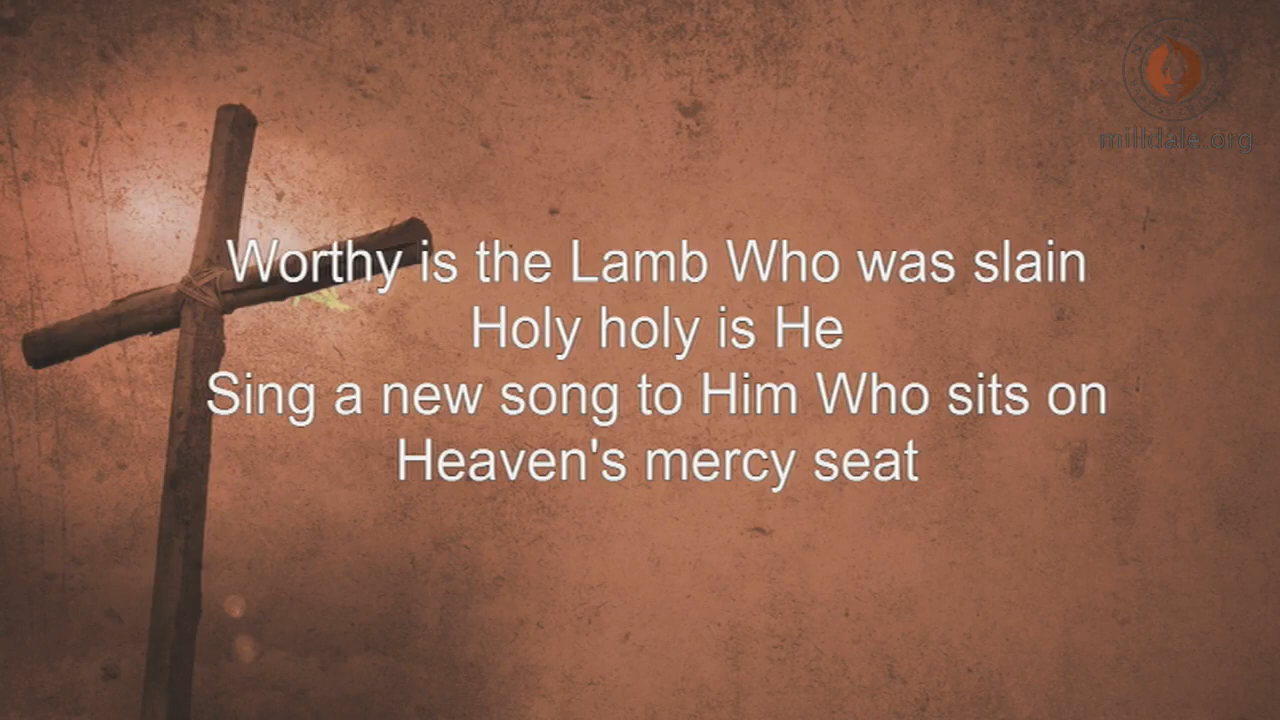 milldale.org
Worthy is the Lamb Who was slain
Holy holy is He
Sing a new song to Him Who sits on
Heaven's mercy seat